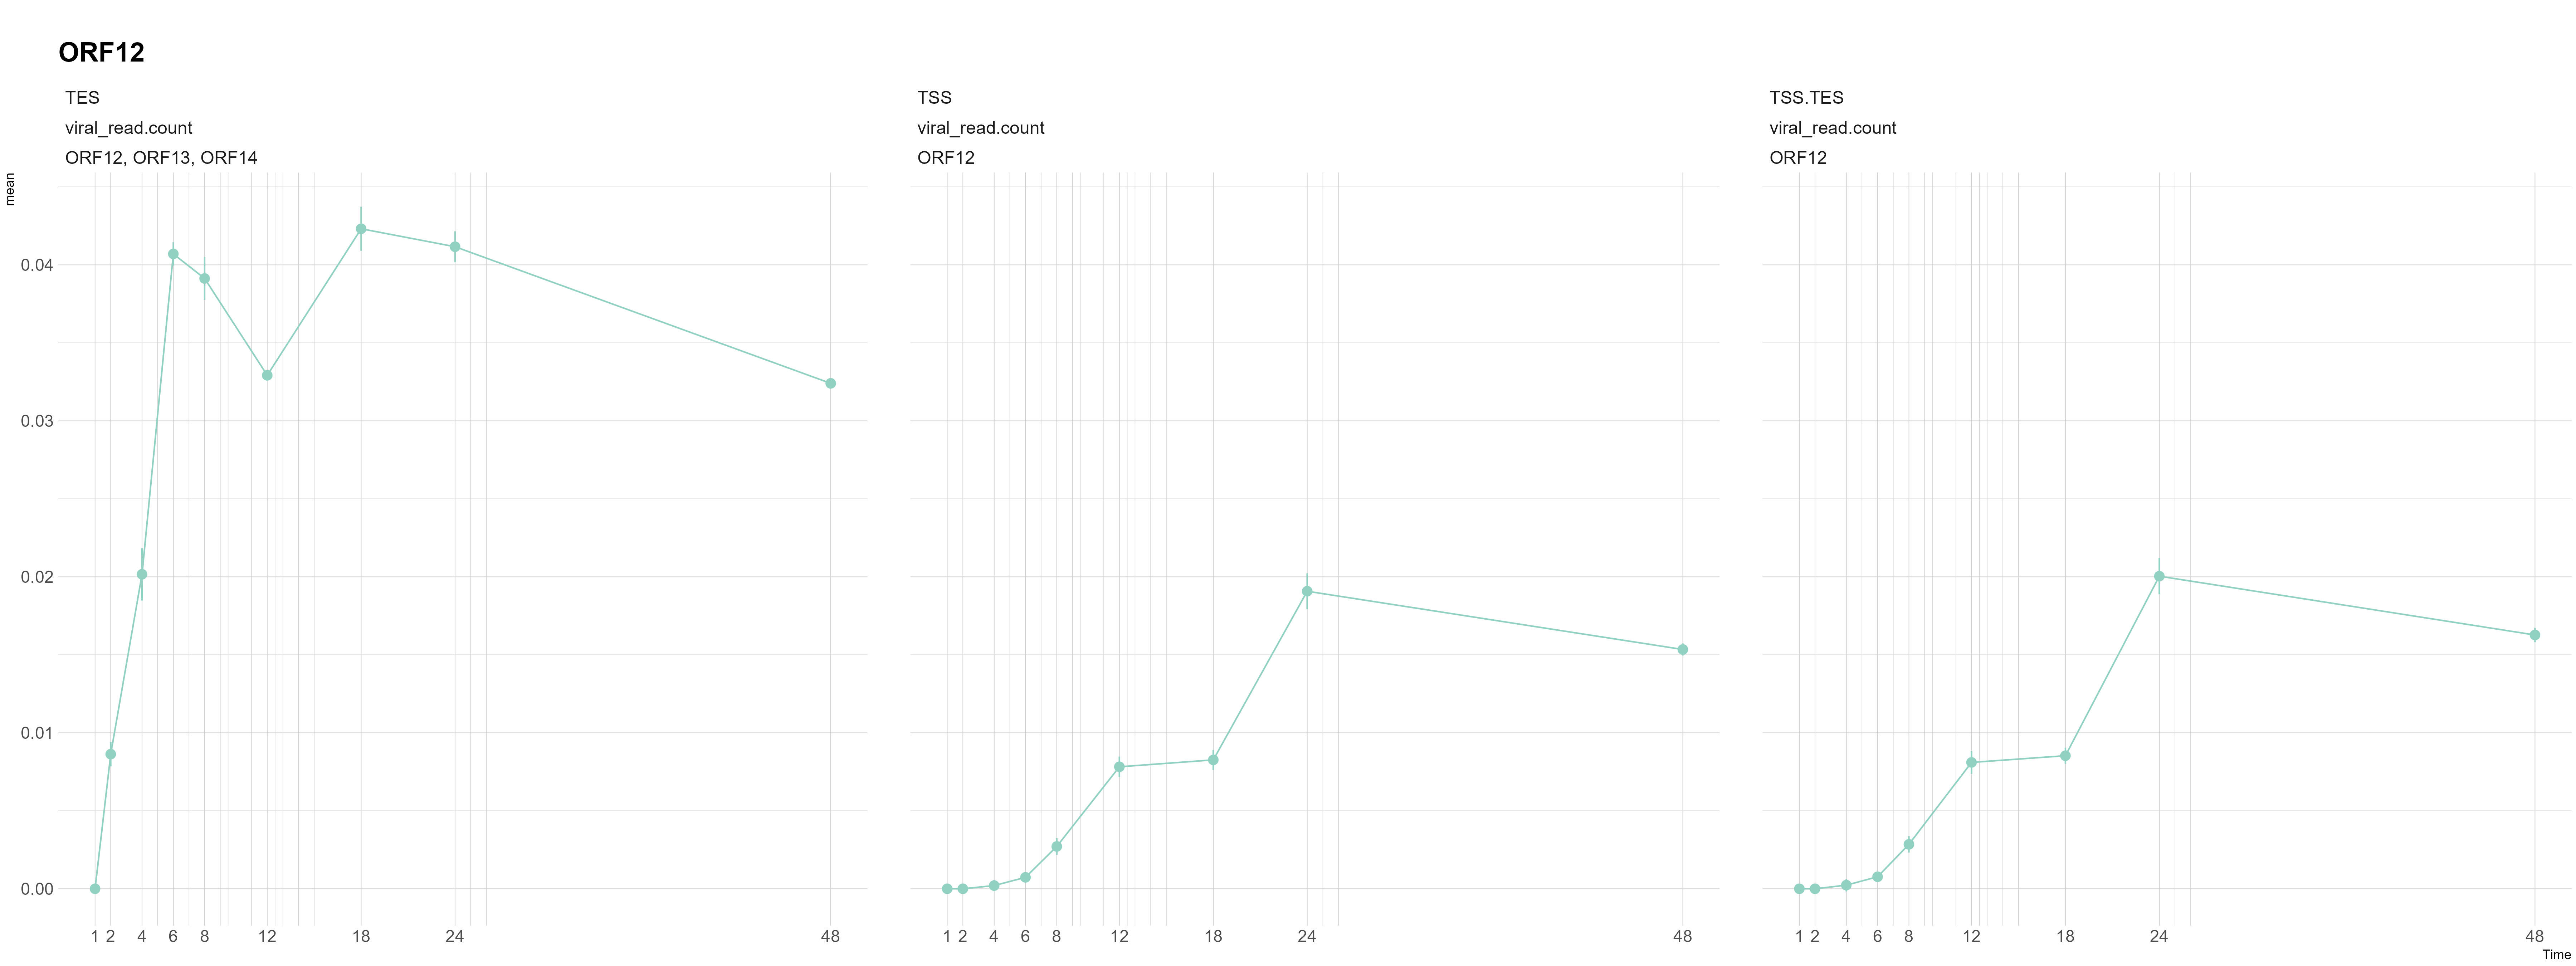 ORF12
TES
viral_read.count
ORF12, ORF13, ORF14
TSS
viral_read.count
ORF12
TSS.TES
viral_read.count
ORF12
mean
0.04
0.03
0.02
0.01
0.00
1 2 4 6 8 12 18 24 48
1 2 4 6 8 12 18 24 48
1 2 4 6 8 12 18 24 48
Time